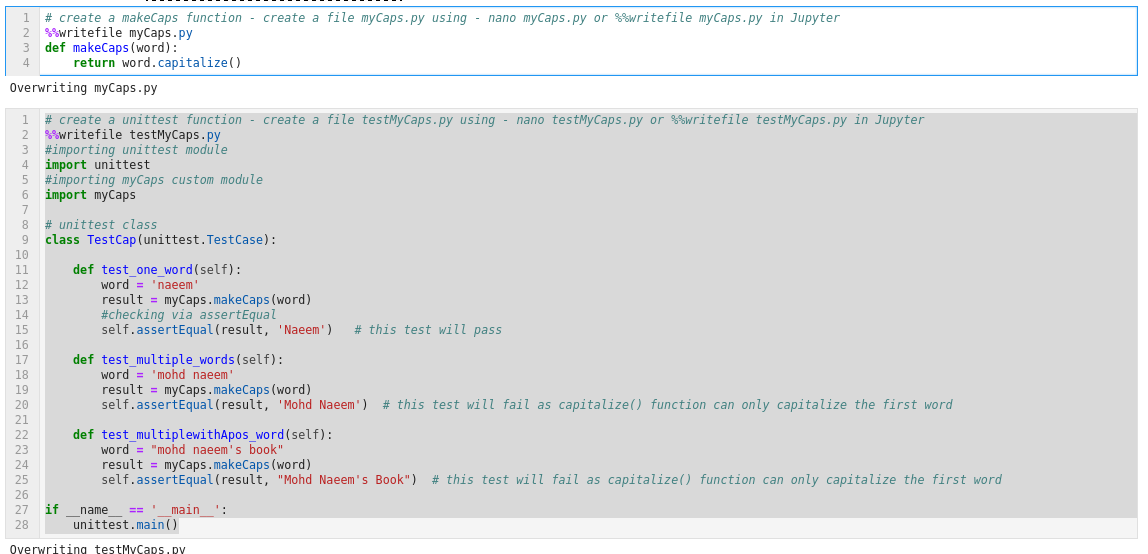 1 # create a makeCaps function - create a file myCaps.py using - nano myCaps.py or %%writefile myCaps.py in Jupyter
2 %%writefile myCaps.py
3 def makeCaps(word):
4     return word.capitalize()
Overwriting myCaps.py
1 # create a unittest function - create a file testMyCaps.py using - nano testMyCaps.py or %%writefile testMyCaps.py in Jupyter
2 %%writefile testMyCaps.py
3 #importing unittest module
4 import unittest
5 #importing myCaps custom module
6 import myCaps
7
8 # unittest class
9 class TestCap(unittest.TestCase):
10
11     def test_one_word(self):
12         word = 'naeem'
13         result = myCaps.makeCaps(word)
14         #checking via assertEqual
15         self.assertEqual(result, 'Naeem')   # this test will pass
16
17     def test_multiple_words(self):
18         word = 'mohd naeem'
19         result = myCaps.makeCaps(word)
20         self.assertEqual(result, 'Mohd Naeem')  # this test will fail as capitalize() function can only capitalize the first word
21
22     def test_multiplewithApos_word(self):
23         word = "mohd naeem's book"
24         result = myCaps.makeCaps(word)
25         self.assertEqual(result, "Mohd Naeem's Book")  # this test will fail as capitalize() function can only capitalize the first word
26
27 if __name__ == '__main__':
28     unittest.main()
Overwriting testMyCaps.py